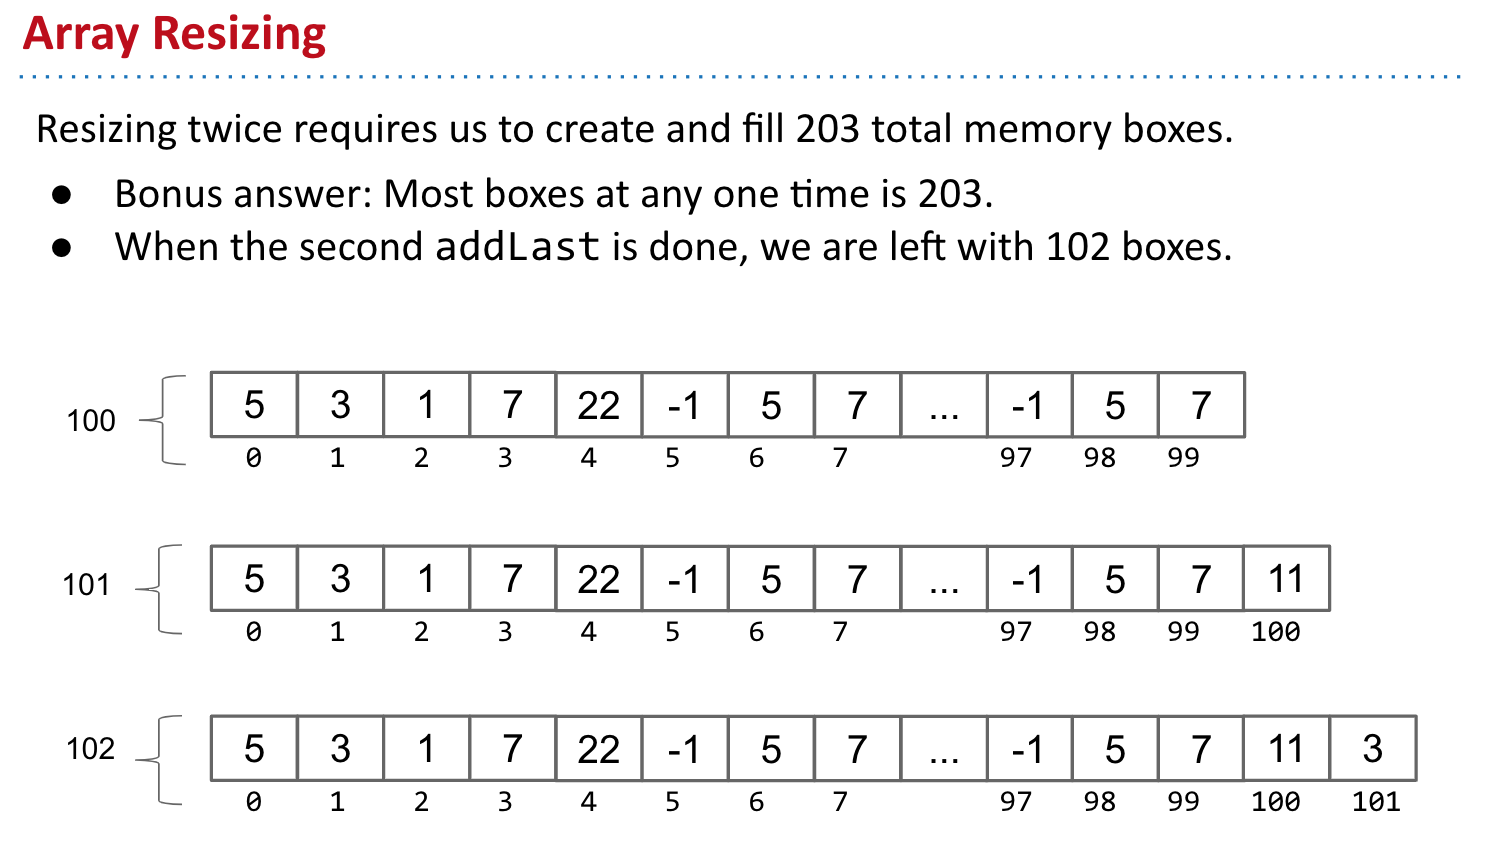 Array Resizing
Resizing twice requires us to create and fill 203 total memory boxes.
● Bonus answer: Most boxes at any one time is 203.
● When the second addLast is done, we are left with 102 boxes.
100 5 3 1 7 22 -1 5 7 ... -1 5 7
0 1 2 3 4 5 6 7 97 98 99
101 5 3 1 7 22 -1 5 7 ... -1 5 7 11
0 1 2 3 4 5 6 7 97 98 99 100
102 5 3 1 7 22 -1 5 7 ... -1 5 7 11 3
0 1 2 3 4 5 6 7 97 98 99 100 101